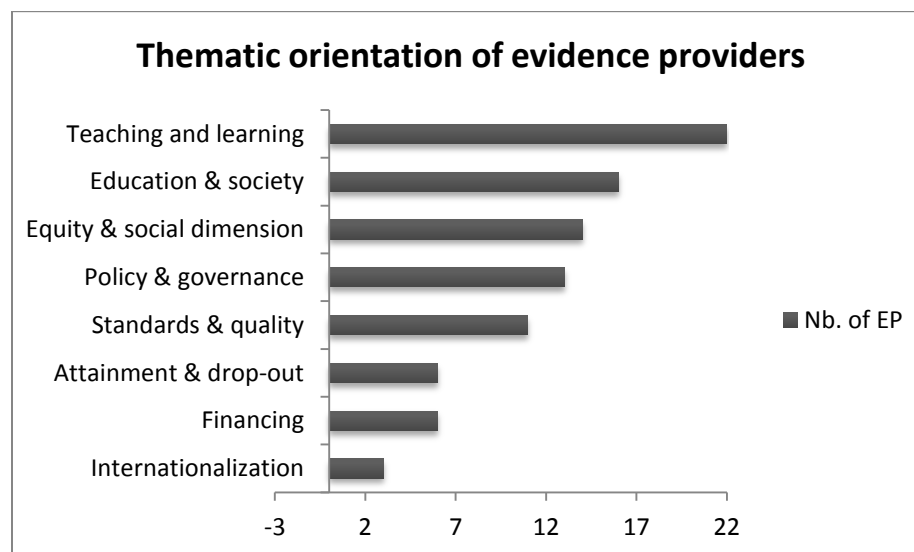 Thematic orientation of evidence providers
Teaching and learning
Education & society
Equity & social dimension
Policy & governance
Standards & quality
Attainment & drop-out
Financing
Internationalization
Nb. of EP
-3 2 7 12 17 22